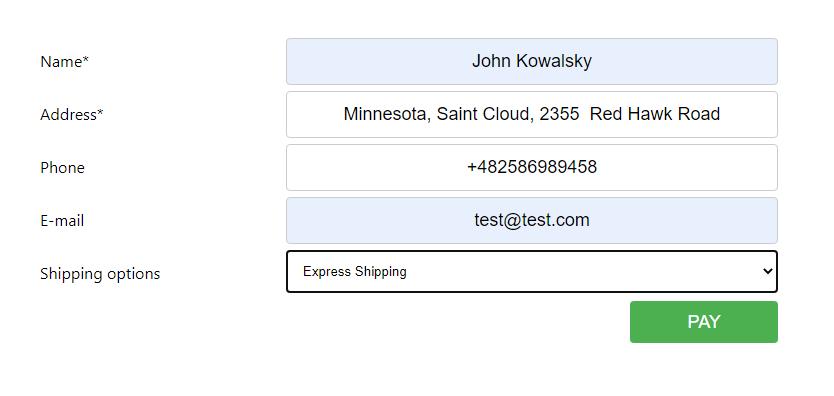 Name* John Kowalsky
Address* Minnesota, Saint Cloud, 2355  Red Hawk Road
Phone +482586989458
E-mail test@test.com
Shipping options Express Shipping
PAY